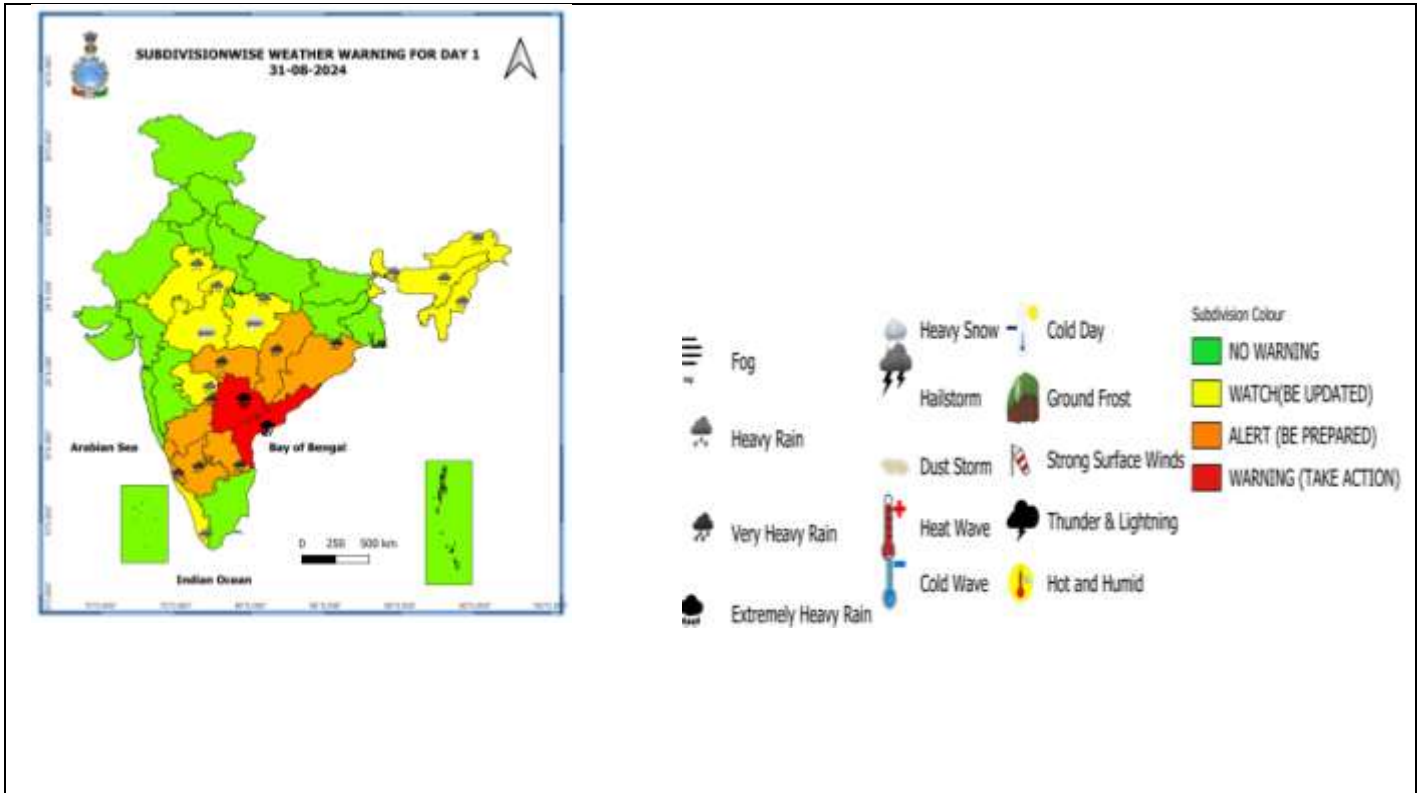 SUBDIVISIONWISE WEATHER WARNING FOR DAY 1
31-08-2024
Arabian Sea
Bay of Bengal
0 250 500 km
Indian Ocean
Fog
Heavy Rain
Very Heavy Rain
Extremely Heavy Rain
Heavy Snow
Hailstorm
Dust Storm
Heat Wave
Cold Wave
Cold Day
Ground Frost
Strong Surface Winds
Thunder & Lightning
Hot and Humid
Subdivision Colour
NO WARNING
WATCH(BE UPDATED)
ALERT (BE PREPARED)
WARNING (TAKE ACTION)